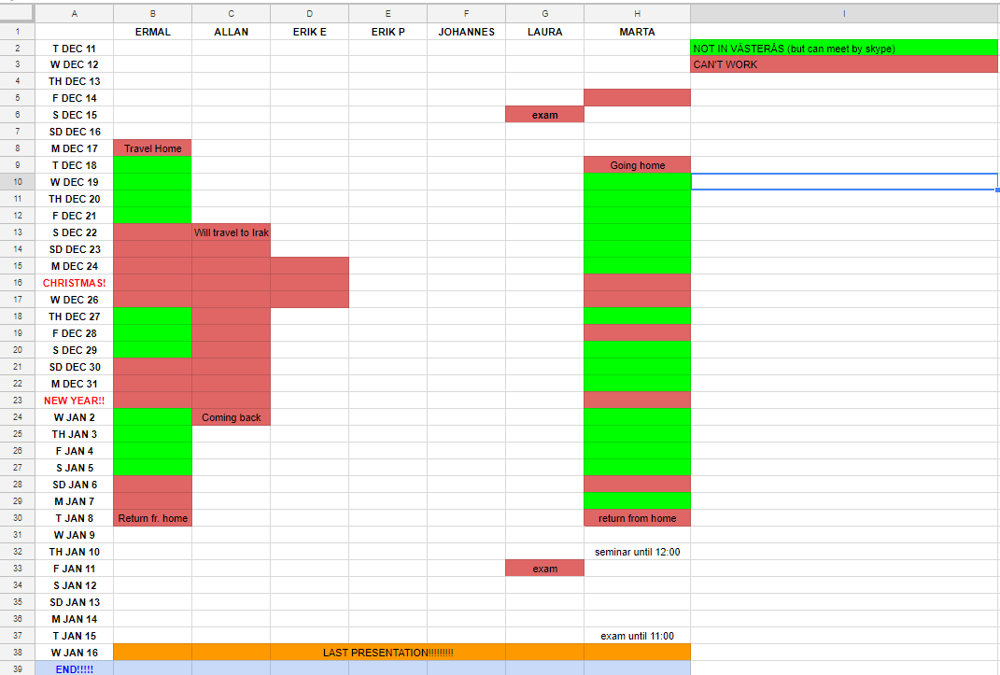 A B C D E F G H I
1 ERMAL ALLAN ERIK E ERIK P JOHANNES LAURA MARTA
2 T DEC 11 NOT IN VÄSTERÅS (but can meet by skype)
3 W DEC 12 CAN'T WORK
4 TH DEC 13
5 F DEC 14
6 S DEC 15 exam
7 SD DEC 16
8 M DEC 17 Travel Home
9 T DEC 18 Going home
10 W DEC 19
11 TH DEC 20
12 F DEC 21
13 S DEC 22 Will travel to Irak
14 SD DEC 23
15 M DEC 24
16 CHRISTMAS!
17 W DEC 26
18 TH DEC 27
19 F DEC 28
20 S DEC 29
21 SD DEC 30
22 M DEC 31
23 NEW YEAR!!
24 W JAN 2 Coming back
25 TH JAN 3
26 F JAN 4
27 S JAN 5
28 SD JAN 6
29 M JAN 7
30 T JAN 8 Return fr. home return from home
31 W JAN 9
32 TH JAN 10 seminar until 12:00
33 F JAN 11 exam
34 S JAN 12
35 SD JAN 13
36 M JAN 14
37 T JAN 15 exam until 11:00
38 W JAN 16 LAST PRESENTATION!!!!!!!!!
39 END!!!!!